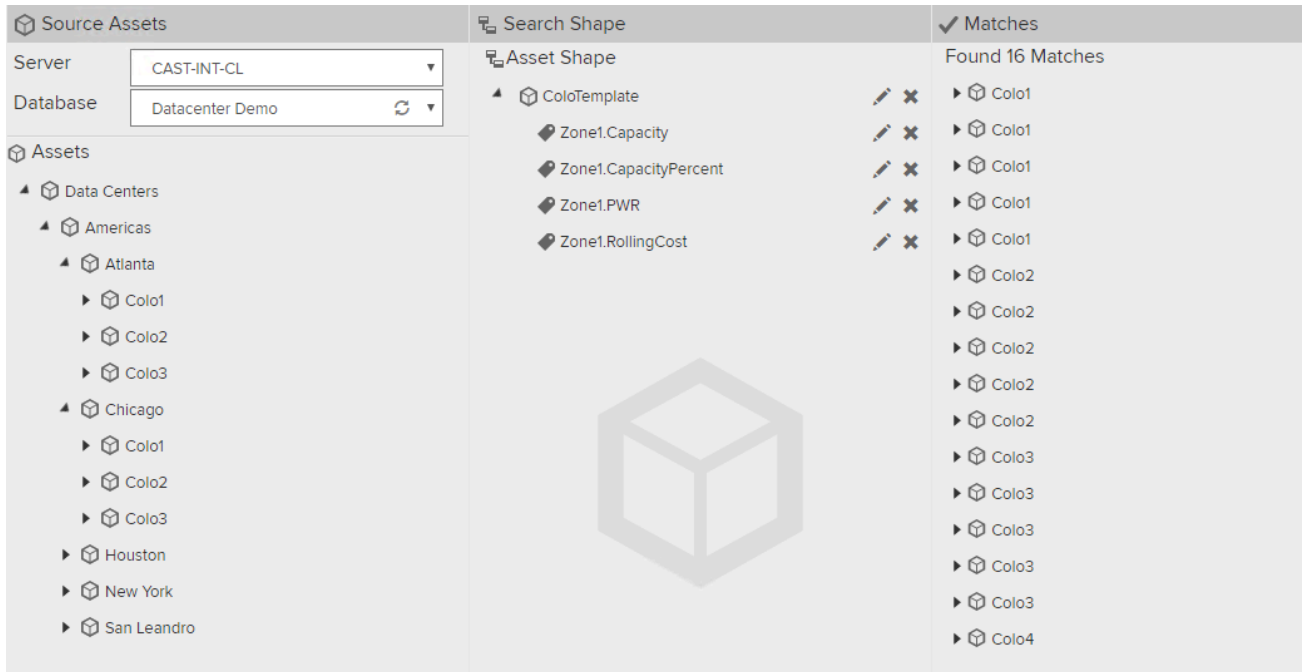 Source Assets
Server
CAST-INT-CL
Database
Datacenter Demo
Assets
Data Centers
Americas
Atlanta
Colo1
Colo2
Colo3
Chicago
Colo1
Colo2
Colo3
Houston
New York
San Leandro
Search Shape
Asset Shape
ColoTemplate
Zone1.Capacity
Zone1.CapacityPercent
Zone1.PWR
Zone1.RollingCost
Matches
Found 16 Matches
Colo1
Colo1
Colo1
Colo1
Colo1
Colo2
Colo2
Colo2
Colo2
Colo2
Colo3
Colo3
Colo3
Colo3
Colo3
Colo4